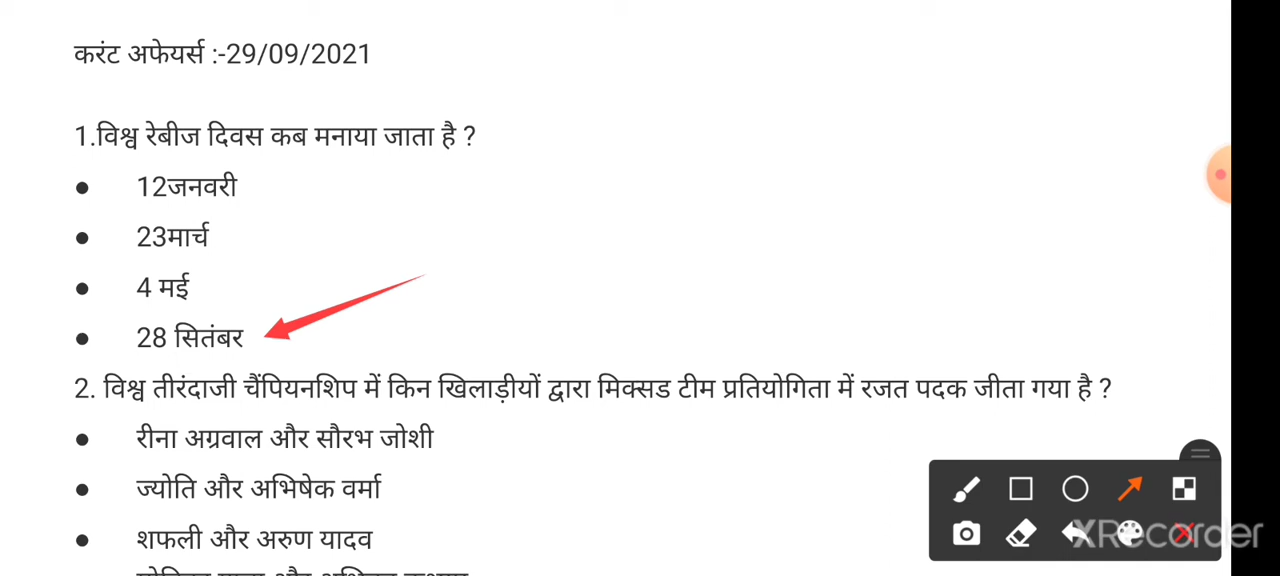 करंट अफेयर्स :-29/09/2021
1.विश्व रेबीज दिवस कब मनाया जाता है ?
● 12जनवरी
● 23मार्च
● 4 मई
● 28 सितंबर
2. विश्व तीरंदाजी चैंपियनशिप में किन खिलाड़ीयों द्वारा मिक्सड टीम प्रतियोगिता में रजत पदक जीता गया है ?
● रीना अग्रवाल और सौरभ जोशी
● ज्योति और अभिषेक वर्मा
● शफली और अरुण यादव
XRecorder